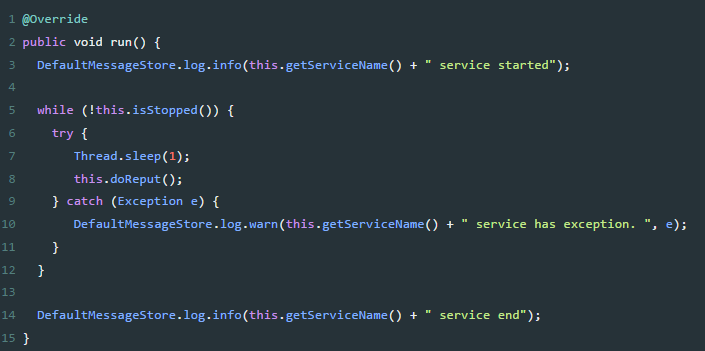 1 @Override
2 public void run() {
3   DefaultMessageStore.log.info(this.getServiceName() + " service started");
4
5   while (!this.isStopped()) {
6     try {
7        Thread.sleep(1);
8        this.doReput();
9     } catch (Exception e) {
10        DefaultMessageStore.log.warn(this.getServiceName() + " service has exception. ", e);
11     }
12   }
13
14   DefaultMessageStore.log.info(this.getServiceName() + " service end");
15 }